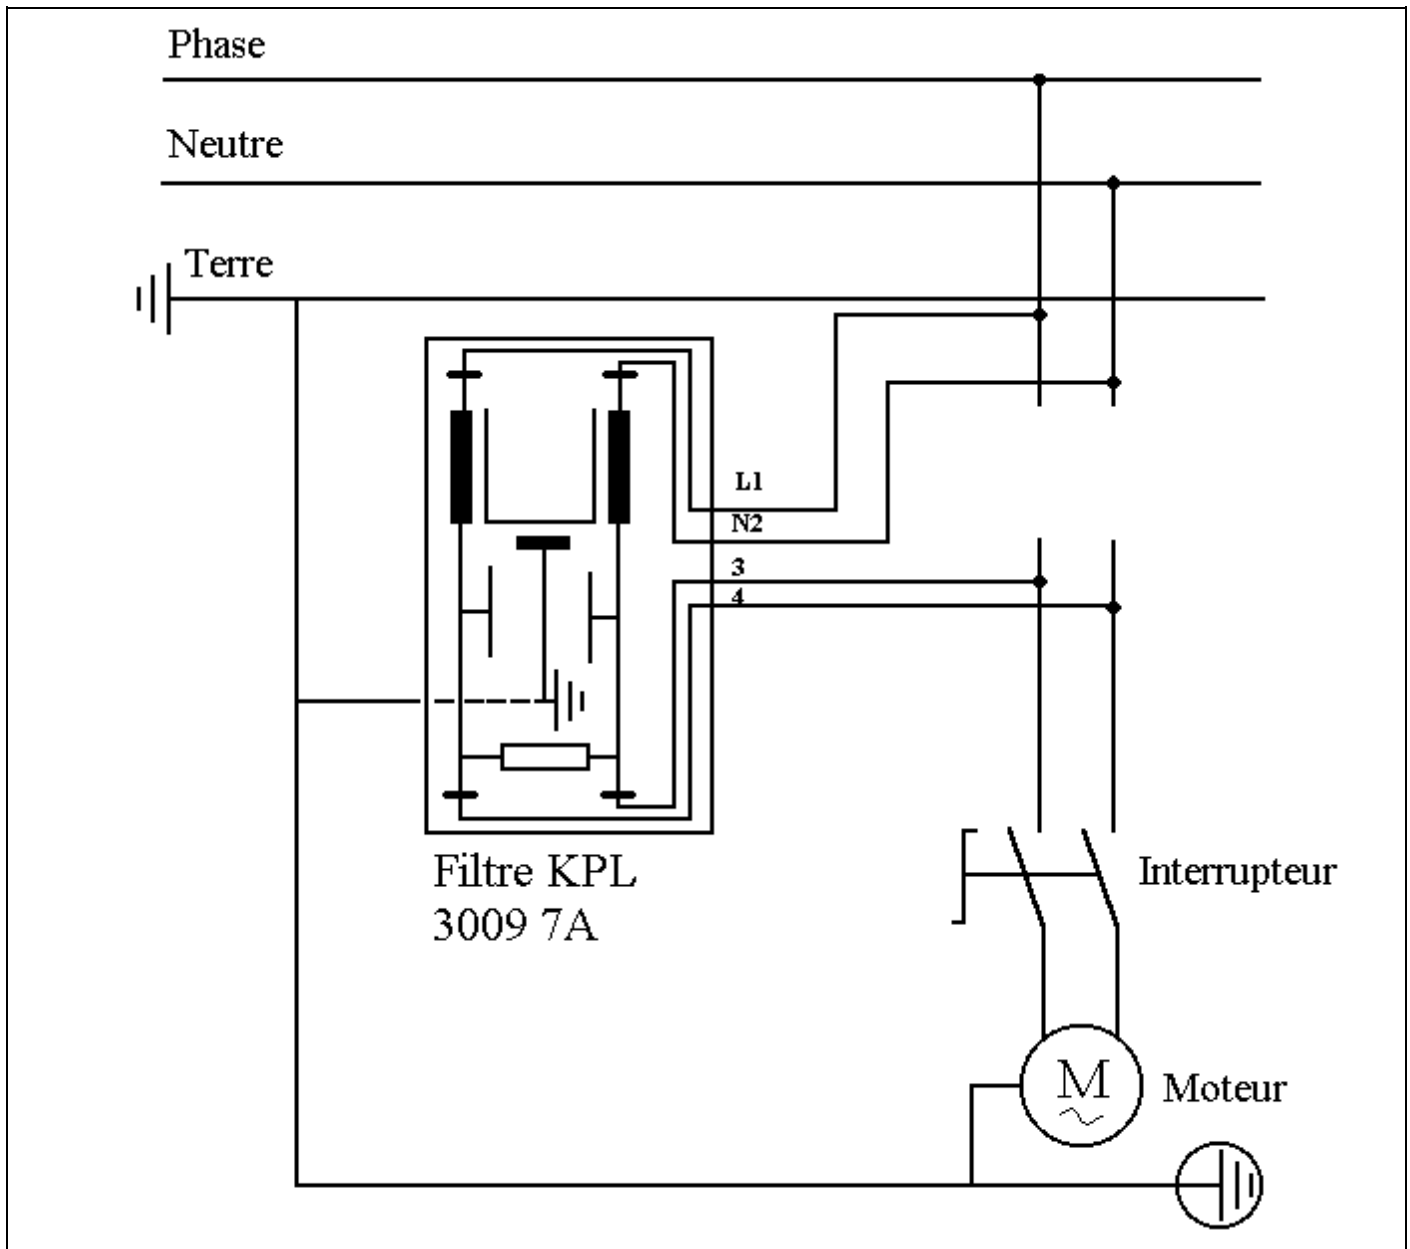 Phase
Neutre
Terre
L1
N2
3
4
Filtre KPL
3009 7A
Interrupteur
M
Moteur